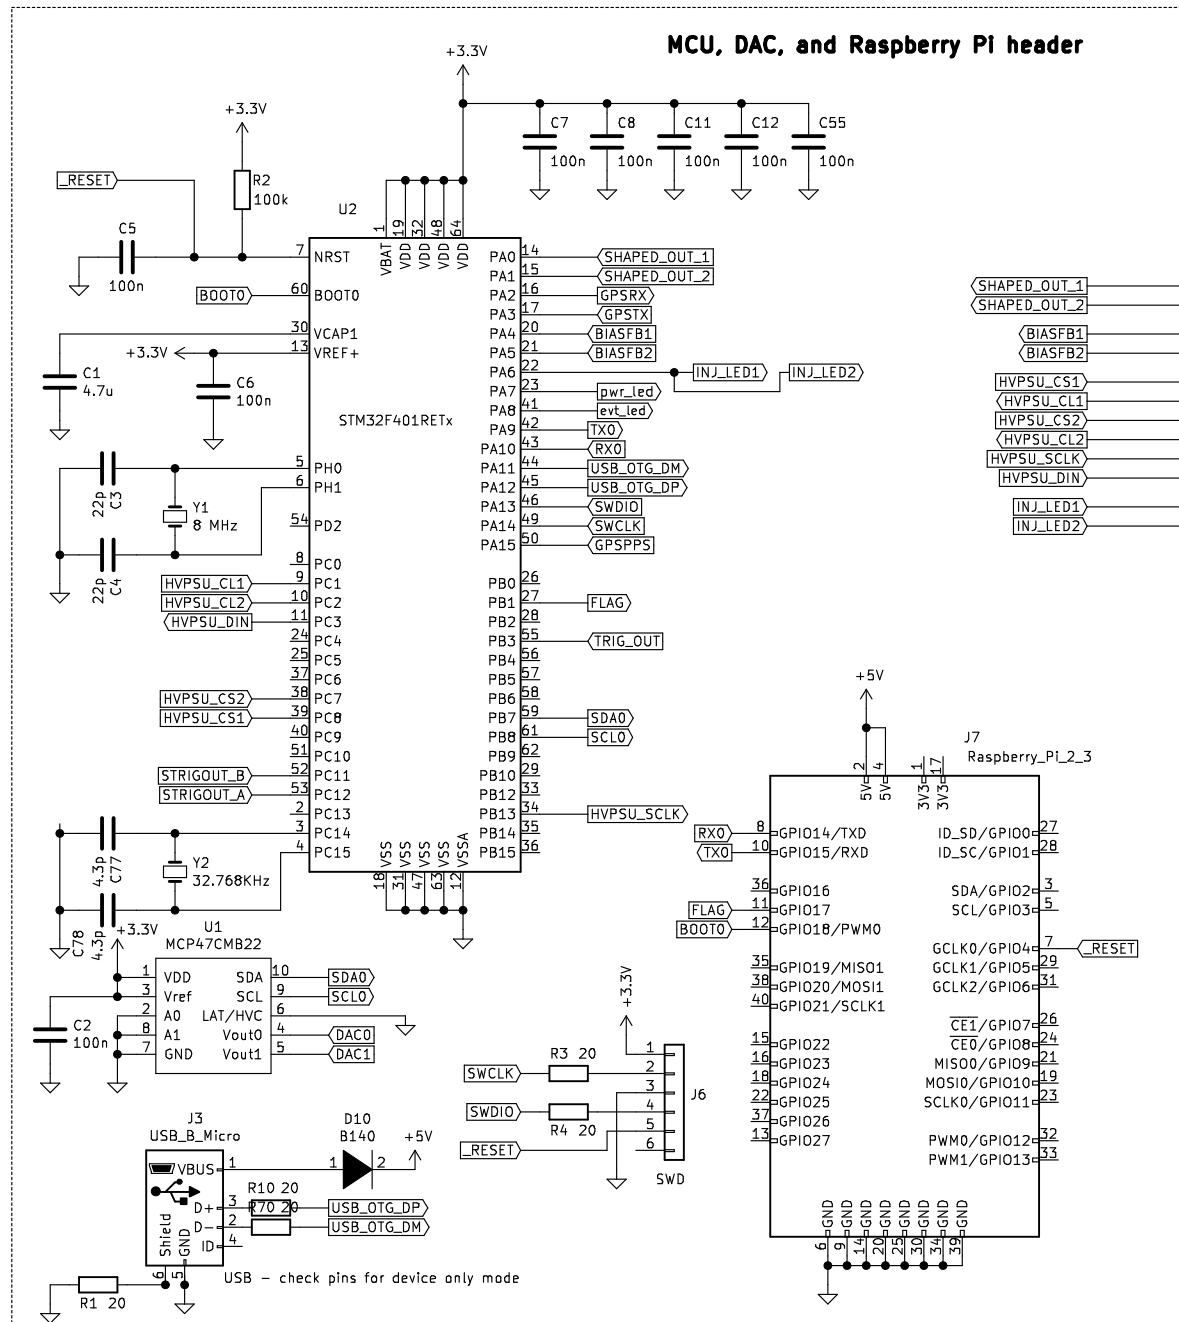 MCU, DAC, and Raspberry Pi header
+3.3V
+3.3V
C7 100n
C8 100n
C11 100n
C12 100n
C55 100n
_RESET
R2 100k
C5 100n
U2
1 VBAT
19 VDD
32 VDD
48 VDD
64 VDD
7 NRST
60 BOOT0
BOOT0
30 VCAP1
13 VREF+
+3.3V
C1 4.7u
C6 100n
STM32F401RETx
5 PH0
6 PH1
22p C3
Y1 8 MHz
22p C4
54 PD2
8 PC0
HVPSU_CL1 9 PC1
HVPSU_CL2 10 PC2
HVPSU_DIN 11 PC3
24 PC4
25 PC5
37 PC6
HVPSU_CS2 38 PC7
HVPSU_CS1 39 PC8
40 PC9
51 PC10
STRIGOUT_B 52 PC11
STRIGOUT_A 53 PC12
2 PC13
3 PC14
4 PC15
4.3p C77
Y2 32.768KHz
C78 4.3p
18 VSS
31 VSS
47 VSS
63 VSS
12 VSSA
PA0 14 SHAPED_OUT_1
PA1 15 SHAPED_OUT_2
PA2 16 GPSRX
PA3 17 GPSTX
PA4 20 BIASFB1
PA5 21 BIASFB2
PA6 22 INJ_LED1 INJ_LED2
PA7 23 pwr_led
PA8 41 evt_led
PA9 42 TX0
PA10 43 RX0
PA11 44 USB_OTG_DM
PA12 45 USB_OTG_DP
PA13 46 SWDIO
PA14 49 SWCLK
PA15 50 GPSPPS
PB0 26
PB1 27 FLAG
PB2 28
PB3 55 TRIG_OUT
PB4 56
PB5 57
PB6 58
PB7 59 SDA0
PB8 61 SCL0
PB9 62
PB10 29
PB12 33
PB13 34 HVPSU_SCLK
PB14 35
PB15 36
SHAPED_OUT_1
SHAPED_OUT_2
BIASFB1
BIASFB2
HVPSU_CS1
HVPSU_CL1
HVPSU_CS2
HVPSU_CL2
HVPSU_SCLK
HVPSU_DIN
INJ_LED1
INJ_LED2
+3.3V
U1
MCP47CMB22
1 VDD SDA 10 SDA0
3 Vref SCL 9 SCL0
2 A0 LAT/HVC 6
8 A1 Vout0 4 DAC0
7 GND Vout1 5 DAC1
C2 100n
J3
USB_B_Micro
VBUS 1
D+ 3
D- 2
ID 4
Shield 6
GND 5
D10
B140
1 2
+5V
R10 20
R70 20
USB_OTG_DP
USB_OTG_DM
R1 20
USB - check pins for device only mode
+3.3V
SWCLK R3 20
SWDIO R4 20
_RESET
1
2
3
4
5
6
J6
SWD
+5V
J7
Raspberry_Pi_2_3
2 5V
4 5V
1 3V3
17 3V3
RX0 8 GPIO14/TXD
TX0 10 GPIO15/RXD
36 GPIO16
FLAG 11 GPIO17
BOOT0 12 GPIO18/PWM0
35 GPIO19/MISO1
38 GPIO20/MOSI1
40 GPIO21/SCLK1
15 GPIO22
16 GPIO23
18 GPIO24
22 GPIO25
37 GPIO26
13 GPIO27
ID_SD/GPIO0 27
ID_SC/GPIO1 28
SDA/GPIO2 3
SCL/GPIO3 5
GCLK0/GPIO4 7 _RESET
GCLK1/GPIO5 29
GCLK2/GPIO6 31
CE1/GPIO7 26
CE0/GPIO8 24
MISO0/GPIO9 21
MOSI0/GPIO10 19
SCLK0/GPIO11 23
PWM0/GPIO12 32
PWM1/GPIO13 33
6 GND
9 GND
14 GND
20 GND
25 GND
30 GND
34 GND
39 GND